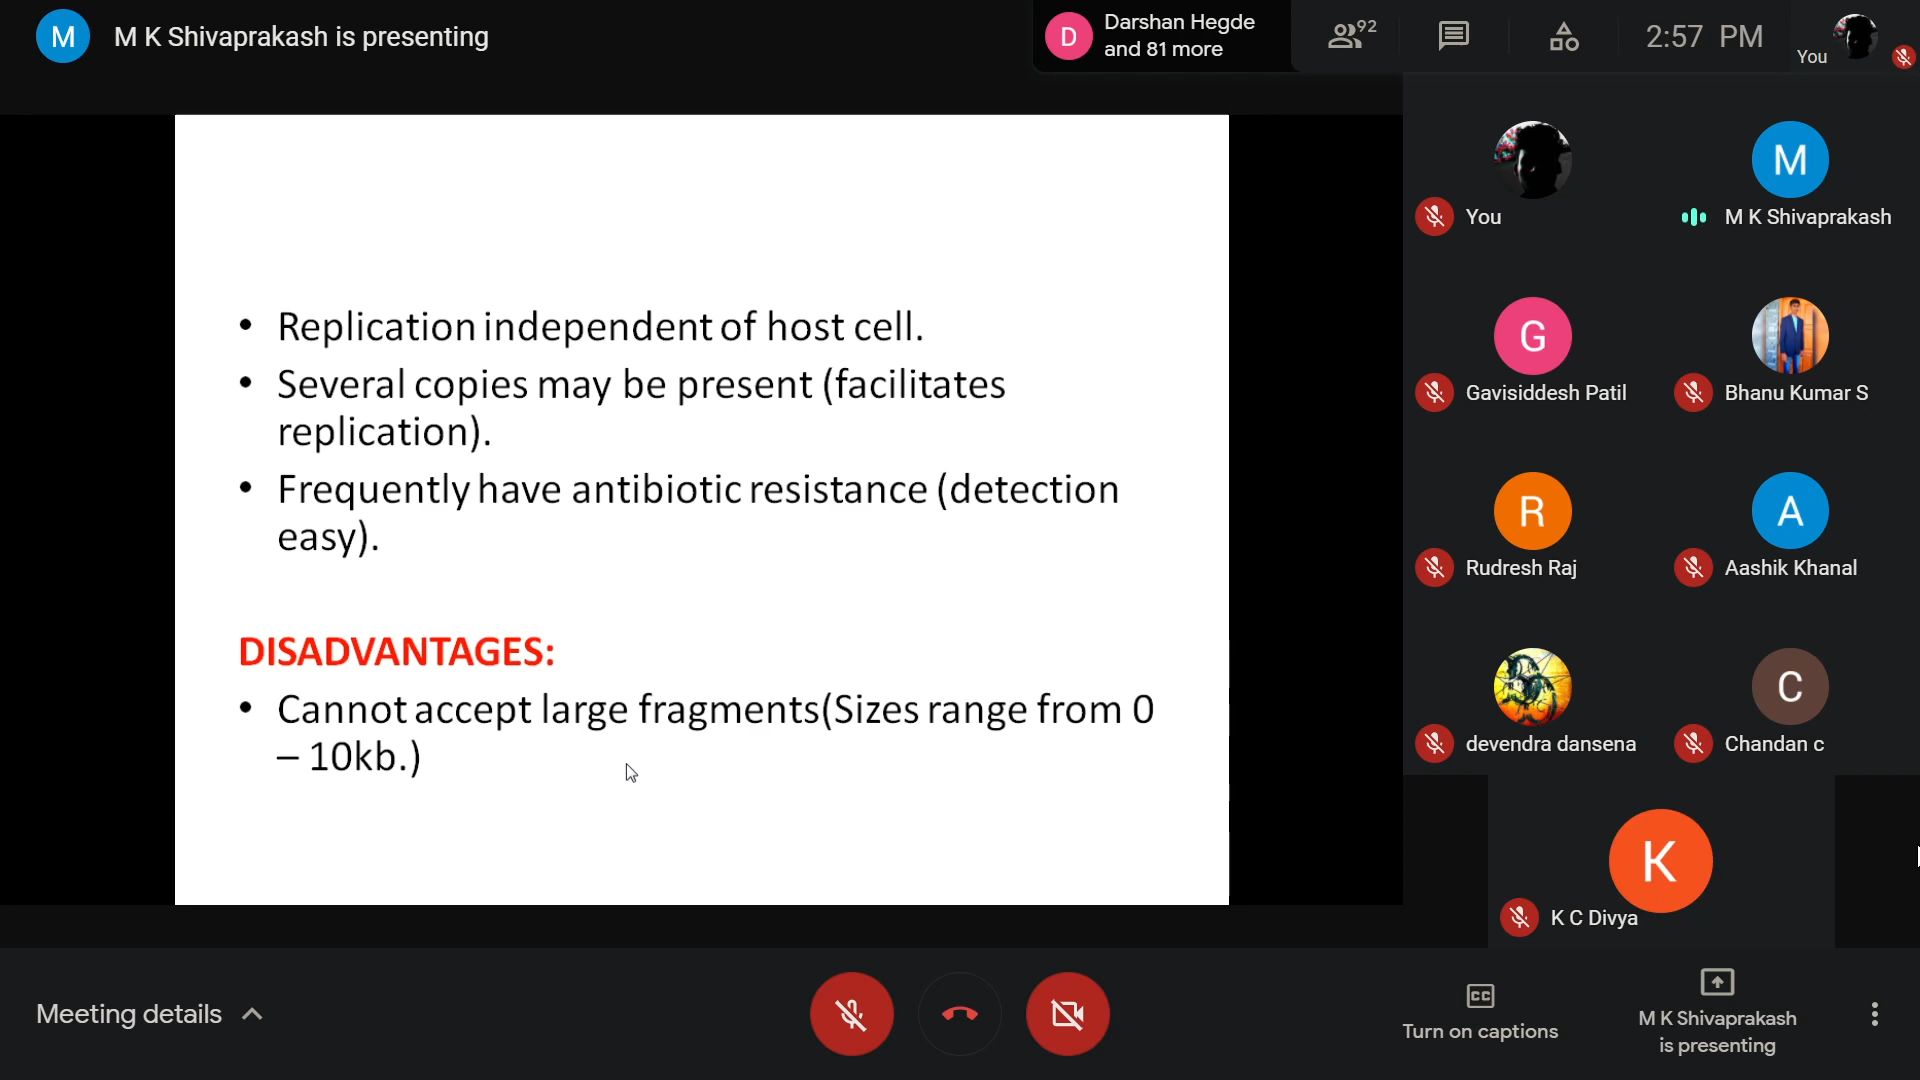 M
M K Shivaprakash is presenting
D
Darshan Hegde
and 81 more
92
2:57 PM
You
• Replication independent of host cell.
• Several copies may be present (facilitates
replication).
• Frequently have antibiotic resistance (detection
easy).
DISADVANTAGES:
• Cannot accept large fragments(Sizes range from 0
– 10kb.)
You
M
M K Shivaprakash
G
Gavisiddesh Patil
Bhanu Kumar S
R
Rudresh Raj
A
Aashik Khanal
devendra dansena
C
Chandan c
K
K C Divya
Meeting details
CC
Turn on captions
M K Shivaprakash
is presenting